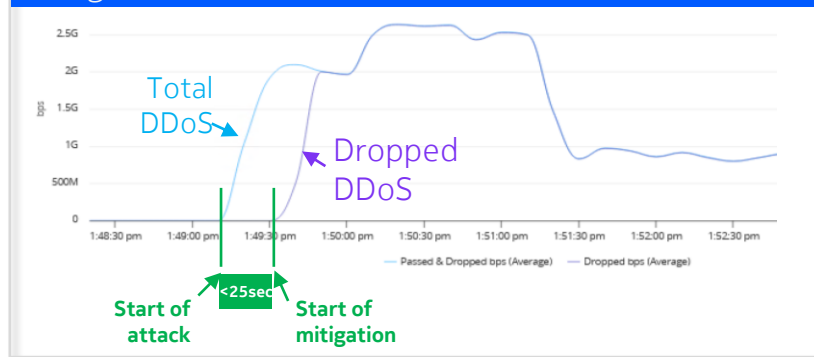 2.5G
2G
1.5G
1G
500M
0
bps
Total
DDoS
Dropped
DDoS
1:48:30 pm 1:49:00 pm 1:49:30 pm 1:50:00 pm 1:50:30 pm 1:51:00 pm 1:51:30 pm 1:52:00 pm 1:52:30 pm
Passed & Dropped bps (Average) Dropped bps (Average)
<25sec
Start of
attack
Start of
mitigation